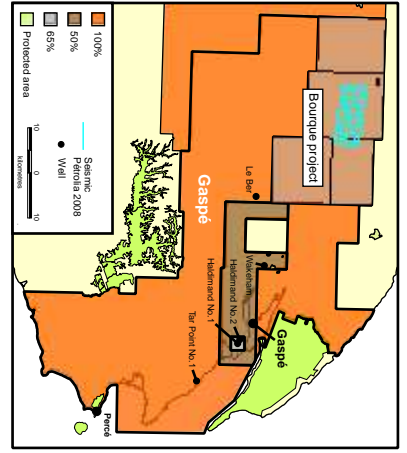 Bourque project
Le Ber
Gaspé
Wakeham
Haldimand No.2
Haldimand No.1
Gaspé
Tar Point No.1
Percé
100%
50%
65%
Protected area
Seismic
Pétrolia 2008
Well
10 0 10
kilometres